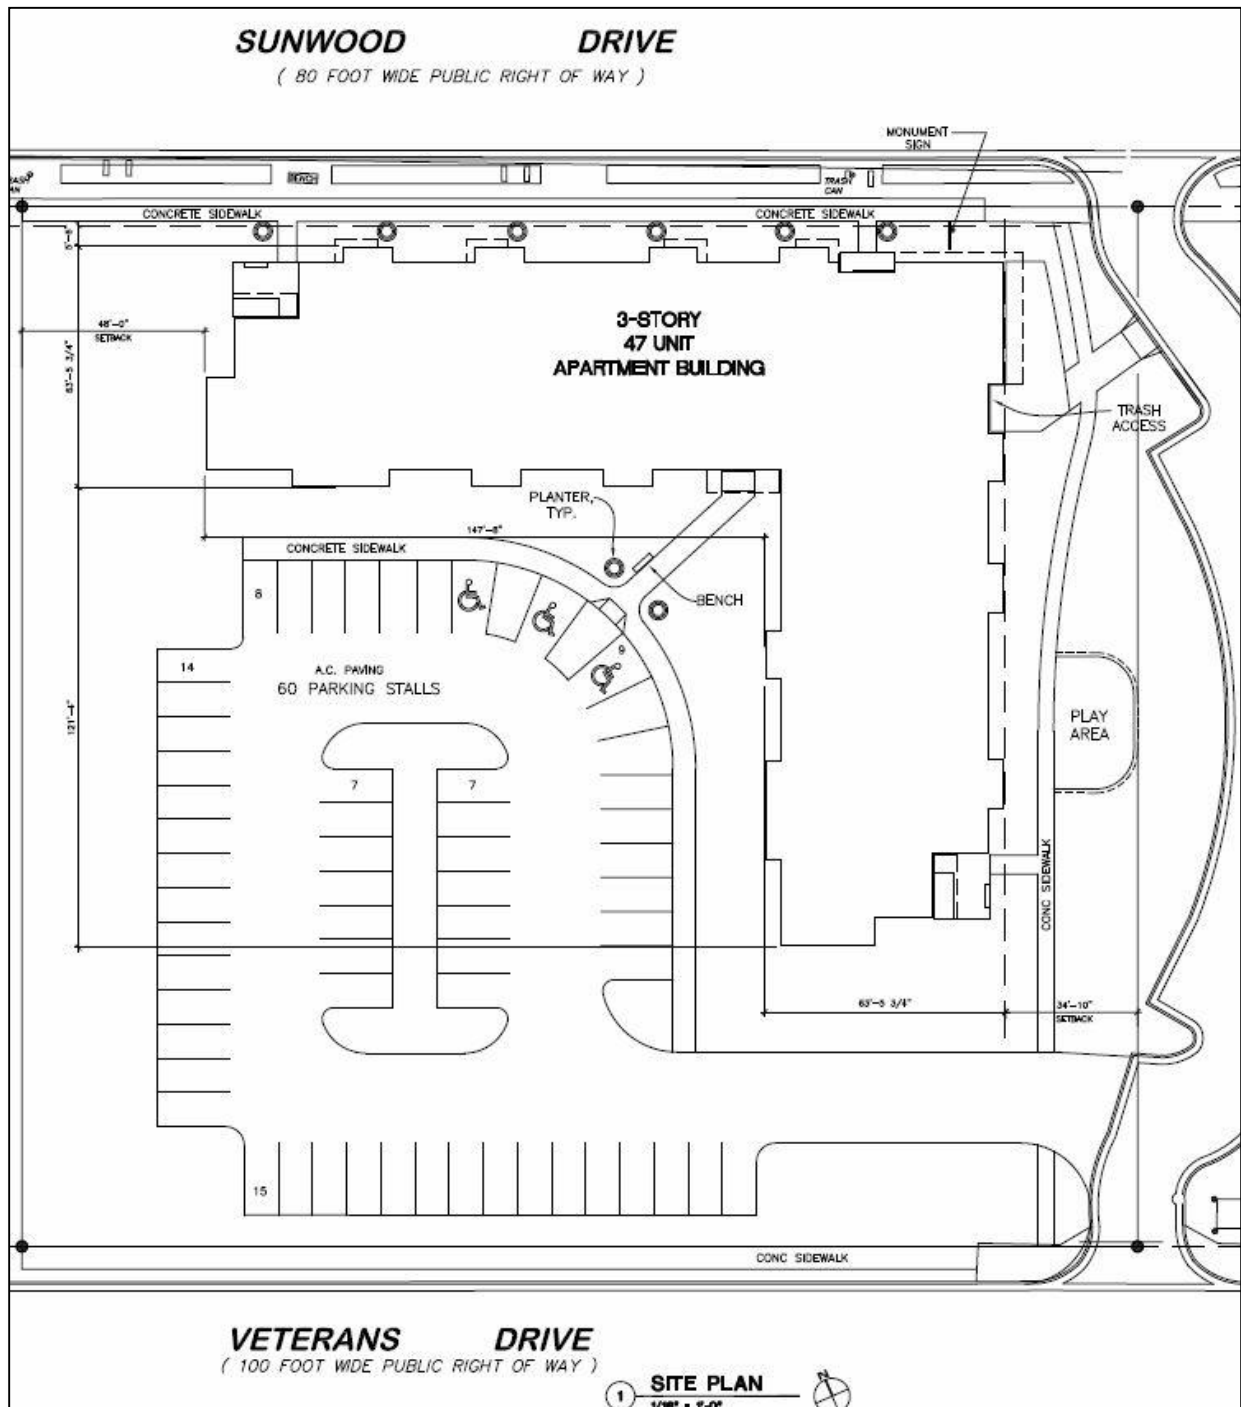 SUNWOOD DRIVE
( 80 FOOT WIDE PUBLIC RIGHT OF WAY )
MONUMENT
SIGN
BENCH
TRASH
CAN
CONCRETE SIDEWALK
CONCRETE SIDEWALK
3-STORY
47 UNIT
APARTMENT BUILDING
SETBACK
63'-5 3/4"
TRASH
ACCESS
PLANTER,
TYP.
147'-8"
CONCRETE SIDEWALK
BENCH
8
9
14
A.C. PAVING
60 PARKING STALLS
121'-4"
PLAY
AREA
7
7
CONC SIDEWALK
63'-5 3/4"
34'-10"
SETBACK
15
CONC SIDEWALK
VETERANS DRIVE
( 100 FOOT WIDE PUBLIC RIGHT OF WAY )
1
SITE PLAN
N